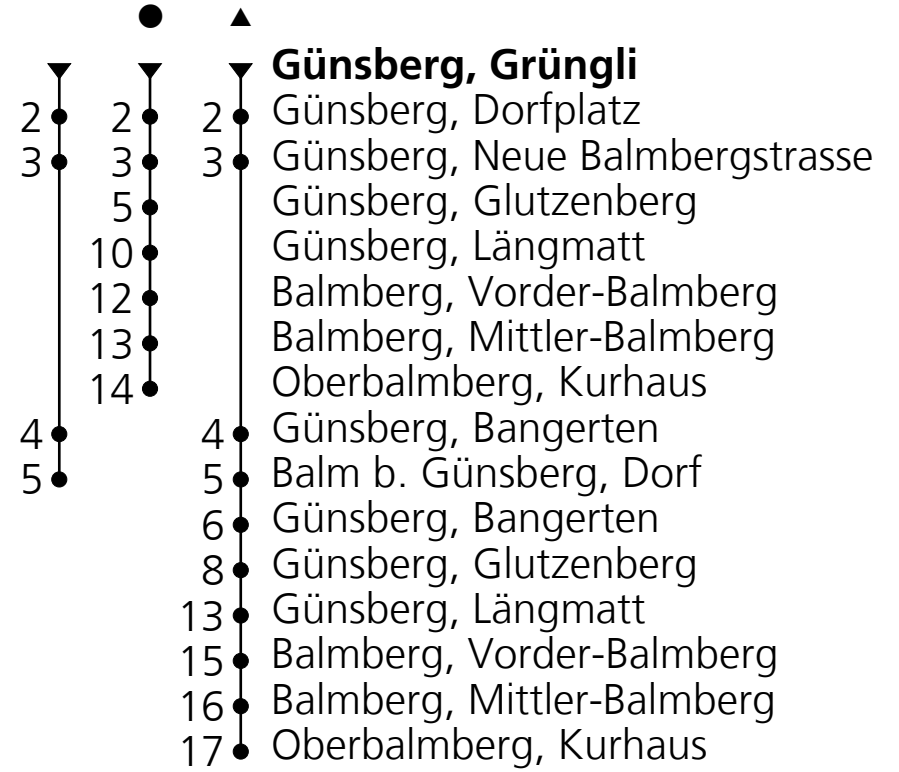 Günsberg, Grüngli
2 2 2 Günsberg, Dorfplatz
3 3 3 Günsberg, Neue Balmbergstrasse
5 Günsberg, Glutzenberg
10 Günsberg, Längmatt
12 Balmberg, Vorder-Balmberg
13 Balmberg, Mittler-Balmberg
14 Oberbalmberg, Kurhaus
4 4 Günsberg, Bangerten
5 5 Balm b. Günsberg, Dorf
6 Günsberg, Bangerten
8 Günsberg, Glutzenberg
13 Günsberg, Längmatt
15 Balmberg, Vorder-Balmberg
16 Balmberg, Mittler-Balmberg
17 Oberbalmberg, Kurhaus